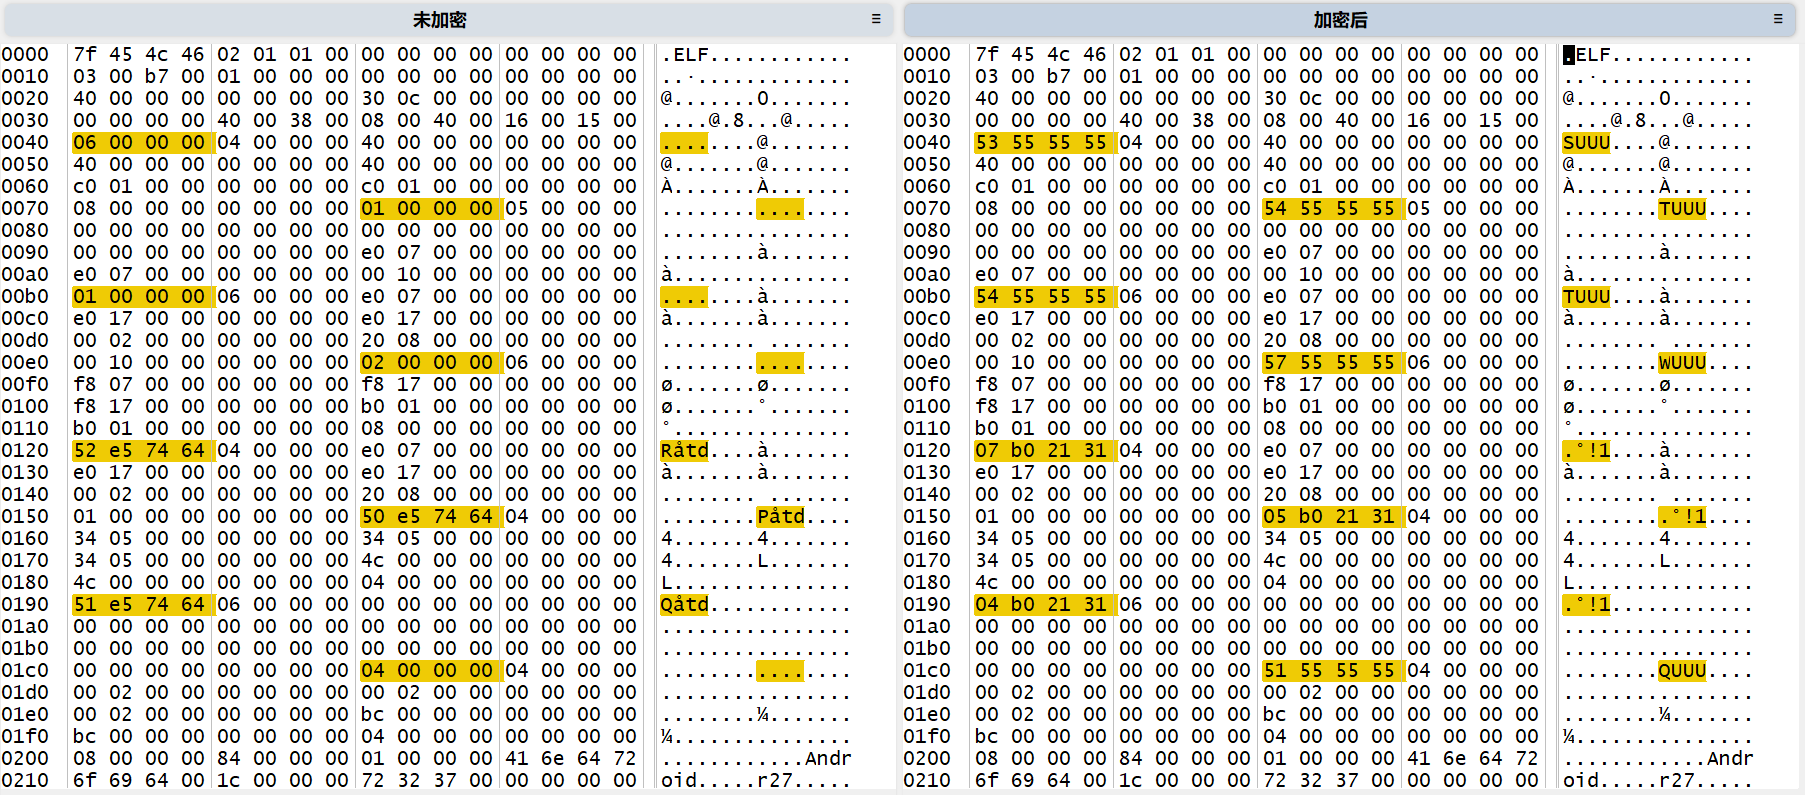 未加密 ≡
0000 7f 45 4c 46 02 01 01 00 00 00 00 00 00 00 00 00 .ELF............
0010 03 00 b7 00 01 00 00 00 00 00 00 00 00 00 00 00 ..·.............
0020 40 00 00 00 00 00 00 00 30 0c 00 00 00 00 00 00 @.......0.......
0030 00 00 00 00 40 00 38 00 08 00 40 00 16 00 15 00 ....@.8...@.....
0040 06 00 00 00 04 00 00 00 40 00 00 00 00 00 00 00 ........@.......
0050 40 00 00 00 00 00 00 00 40 00 00 00 00 00 00 00 @.......@.......
0060 c0 01 00 00 00 00 00 00 c0 01 00 00 00 00 00 00 À.......À.......
0070 08 00 00 00 00 00 00 00 01 00 00 00 05 00 00 00 ................
0080 00 00 00 00 00 00 00 00 00 00 00 00 00 00 00 00 ................
0090 00 00 00 00 00 00 00 00 e0 07 00 00 00 00 00 00 ........à.......
00a0 e0 07 00 00 00 00 00 00 00 10 00 00 00 00 00 00 à...............
00b0 01 00 00 00 06 00 00 00 e0 07 00 00 00 00 00 00 ........à.......
00c0 e0 17 00 00 00 00 00 00 e0 17 00 00 00 00 00 00 à.......à.......
00d0 00 02 00 00 00 00 00 00 20 08 00 00 00 00 00 00 ........ .......
00e0 00 10 00 00 00 00 00 00 02 00 00 00 06 00 00 00 ................
00f0 f8 07 00 00 00 00 00 00 f8 17 00 00 00 00 00 00 ø.......ø.......
0100 f8 17 00 00 00 00 00 00 b0 01 00 00 00 00 00 00 ø.......°.......
0110 b0 01 00 00 00 00 00 00 08 00 00 00 00 00 00 00 °...............
0120 52 e5 74 64 04 00 00 00 e0 07 00 00 00 00 00 00 Råtd....à.......
0130 e0 17 00 00 00 00 00 00 e0 17 00 00 00 00 00 00 à.......à.......
0140 00 02 00 00 00 00 00 00 20 08 00 00 00 00 00 00 ........ .......
0150 01 00 00 00 00 00 00 00 50 e5 74 64 04 00 00 00 ........Påtd....
0160 34 05 00 00 00 00 00 00 34 05 00 00 00 00 00 00 4.......4.......
0170 34 05 00 00 00 00 00 00 4c 00 00 00 00 00 00 00 4.......L.......
0180 4c 00 00 00 00 00 00 00 04 00 00 00 00 00 00 00 L...............
0190 51 e5 74 64 06 00 00 00 00 00 00 00 00 00 00 00 Qåtd............
01a0 00 00 00 00 00 00 00 00 00 00 00 00 00 00 00 00 ................
01b0 00 00 00 00 00 00 00 00 00 00 00 00 00 00 00 00 ................
01c0 00 00 00 00 00 00 00 00 04 00 00 00 04 00 00 00 ................
01d0 00 02 00 00 00 00 00 00 00 02 00 00 00 00 00 00 ................
01e0 00 02 00 00 00 00 00 00 bc 00 00 00 00 00 00 00 ........¼.......
01f0 bc 00 00 00 00 00 00 00 04 00 00 00 00 00 00 00 ¼...............
0200 08 00 00 00 84 00 00 00 01 00 00 00 41 6e 64 72 ............Andr
0210 6f 69 64 00 1c 00 00 00 72 32 37 00 00 00 00 00 oid.....r27.....
加密后 ≡
0000 7f 45 4c 46 02 01 01 00 00 00 00 00 00 00 00 00 .ELF............
0010 03 00 b7 00 01 00 00 00 00 00 00 00 00 00 00 00 ..·.............
0020 40 00 00 00 00 00 00 00 30 0c 00 00 00 00 00 00 @.......0.......
0030 00 00 00 00 40 00 38 00 08 00 40 00 16 00 15 00 ....@.8...@.....
0040 53 55 55 55 04 00 00 00 40 00 00 00 00 00 00 00 SUUU....@.......
0050 40 00 00 00 00 00 00 00 40 00 00 00 00 00 00 00 @.......@.......
0060 c0 01 00 00 00 00 00 00 c0 01 00 00 00 00 00 00 À.......À.......
0070 08 00 00 00 00 00 00 00 54 55 55 55 05 00 00 00 ........TUUU....
0080 00 00 00 00 00 00 00 00 00 00 00 00 00 00 00 00 ................
0090 00 00 00 00 00 00 00 00 e0 07 00 00 00 00 00 00 ........à.......
00a0 e0 07 00 00 00 00 00 00 00 10 00 00 00 00 00 00 à...............
00b0 54 55 55 55 06 00 00 00 e0 07 00 00 00 00 00 00 TUUU....à.......
00c0 e0 17 00 00 00 00 00 00 e0 17 00 00 00 00 00 00 à.......à.......
00d0 00 02 00 00 00 00 00 00 20 08 00 00 00 00 00 00 ........ .......
00e0 00 10 00 00 00 00 00 00 57 55 55 55 06 00 00 00 ........WUUU....
00f0 f8 07 00 00 00 00 00 00 f8 17 00 00 00 00 00 00 ø.......ø.......
0100 f8 17 00 00 00 00 00 00 b0 01 00 00 00 00 00 00 ø.......°.......
0110 b0 01 00 00 00 00 00 00 08 00 00 00 00 00 00 00 °...............
0120 07 b0 21 31 04 00 00 00 e0 07 00 00 00 00 00 00 .°!1....à.......
0130 e0 17 00 00 00 00 00 00 e0 17 00 00 00 00 00 00 à.......à.......
0140 00 02 00 00 00 00 00 00 20 08 00 00 00 00 00 00 ........ .......
0150 01 00 00 00 00 00 00 00 05 b0 21 31 04 00 00 00 .........°!1....
0160 34 05 00 00 00 00 00 00 34 05 00 00 00 00 00 00 4.......4.......
0170 34 05 00 00 00 00 00 00 4c 00 00 00 00 00 00 00 4.......L.......
0180 4c 00 00 00 00 00 00 00 04 00 00 00 00 00 00 00 L...............
0190 04 b0 21 31 06 00 00 00 00 00 00 00 00 00 00 00 .°!1............
01a0 00 00 00 00 00 00 00 00 00 00 00 00 00 00 00 00 ................
01b0 00 00 00 00 00 00 00 00 00 00 00 00 00 00 00 00 ................
01c0 00 00 00 00 00 00 00 00 51 55 55 55 04 00 00 00 ........QUUU....
01d0 00 02 00 00 00 00 00 00 00 02 00 00 00 00 00 00 ................
01e0 00 02 00 00 00 00 00 00 bc 00 00 00 00 00 00 00 ........¼.......
01f0 bc 00 00 00 00 00 00 00 04 00 00 00 00 00 00 00 ¼...............
0200 08 00 00 00 84 00 00 00 01 00 00 00 41 6e 64 72 ............Andr
0210 6f 69 64 00 1c 00 00 00 72 32 37 00 00 00 00 00 oid.....r27.....